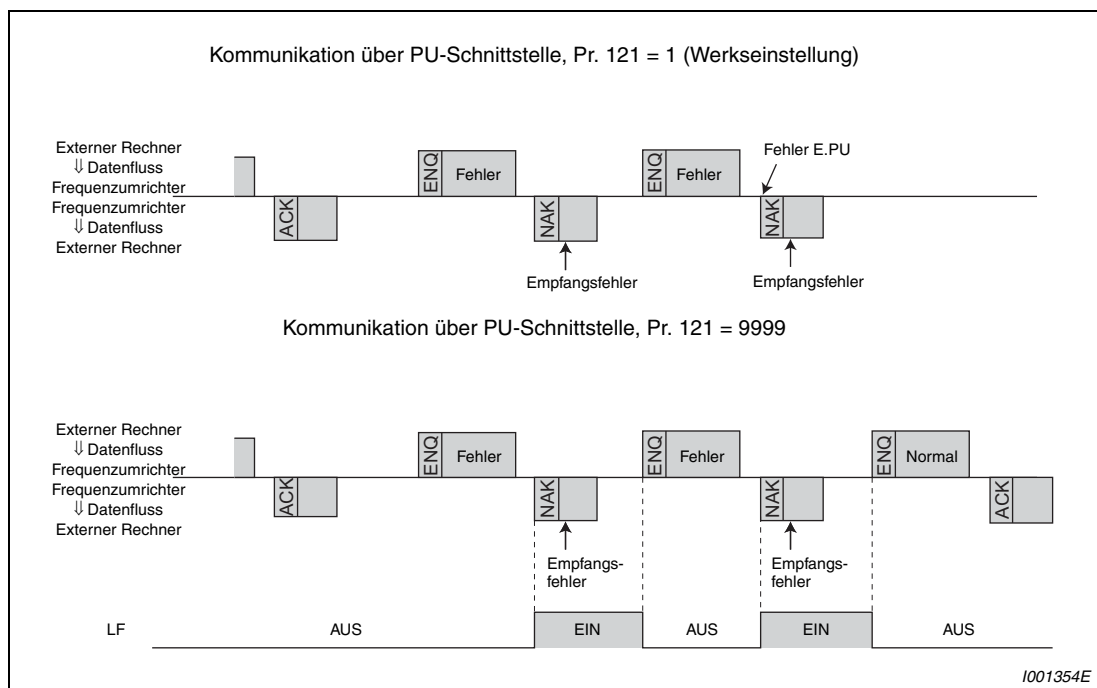 Kommunikation über PU-Schnittstelle, Pr. 121 = 1 (Werkseinstellung)
Externer Rechner
⇓ Datenfluss
Frequenzumrichter
Frequenzumrichter
⇓ Datenfluss
Externer Rechner
ACK
ENQ
Fehler
NAK
Empfangsfehler
ENQ
Fehler
Fehler E.PU
NAK
Empfangsfehler
Kommunikation über PU-Schnittstelle, Pr. 121 = 9999
Externer Rechner
⇓ Datenfluss
Frequenzumrichter
Frequenzumrichter
⇓ Datenfluss
Externer Rechner
ACK
ENQ
Fehler
NAK
Empfangs-
fehler
ENQ
Fehler
NAK
Empfangs-
fehler
ENQ
Normal
ACK
LF
AUS
EIN
AUS
EIN
AUS
I001354E